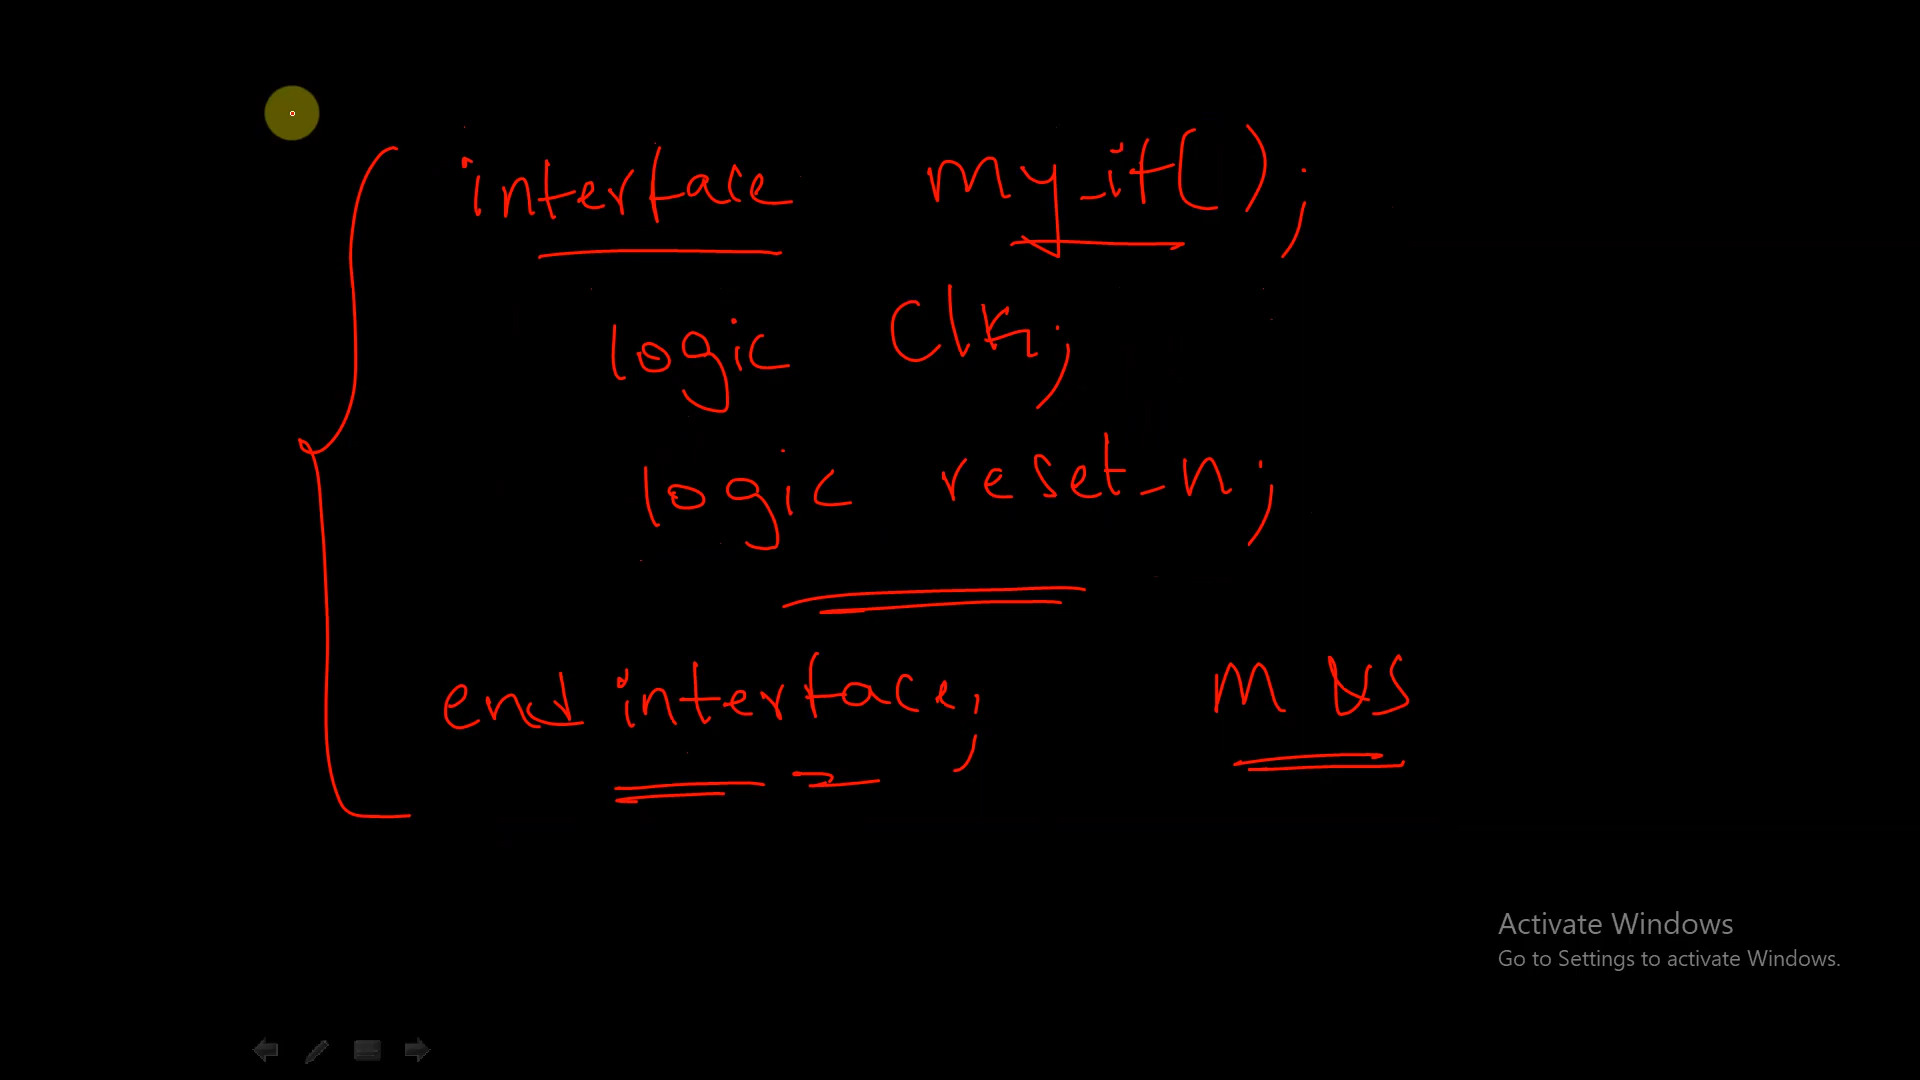 interface my_if();
logic clk;
logic reset_n;
end interface;
Activate Windows
Go to Settings to activate Windows.